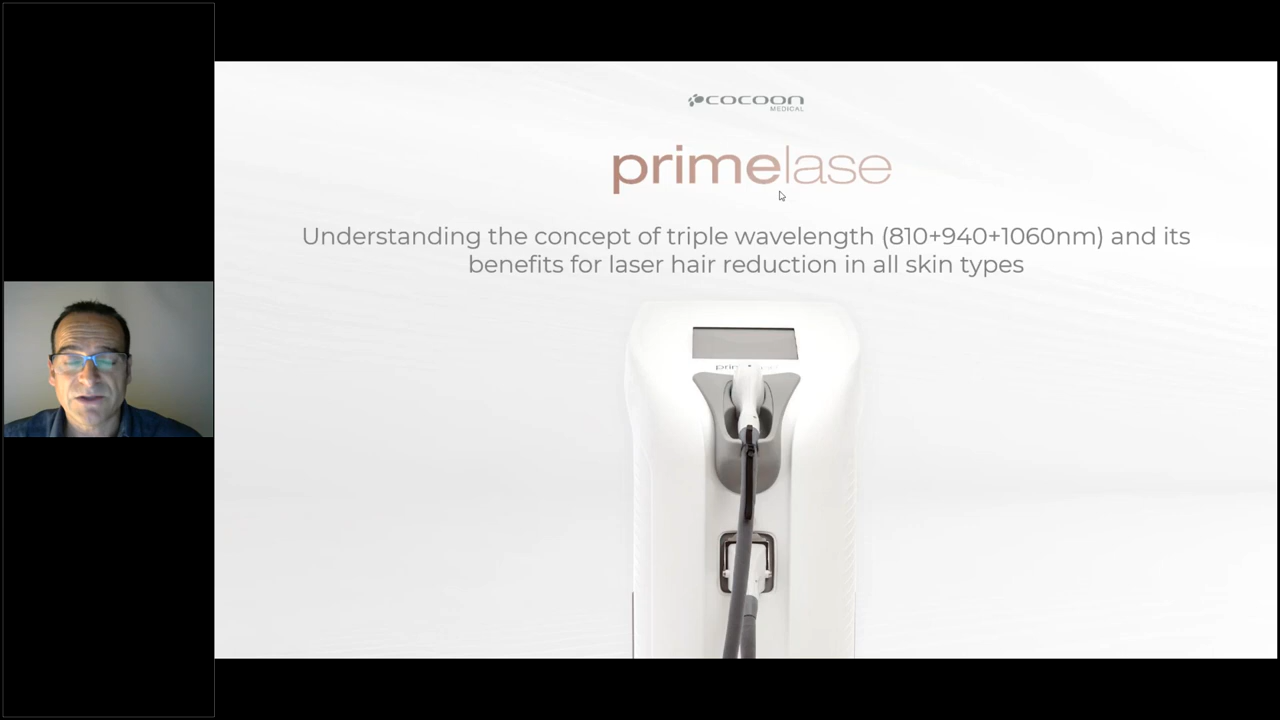 cocoon
MEDICAL
primelase
Understanding the concept of triple wavelength (810+940+1060nm) and its
benefits for laser hair reduction in all skin types